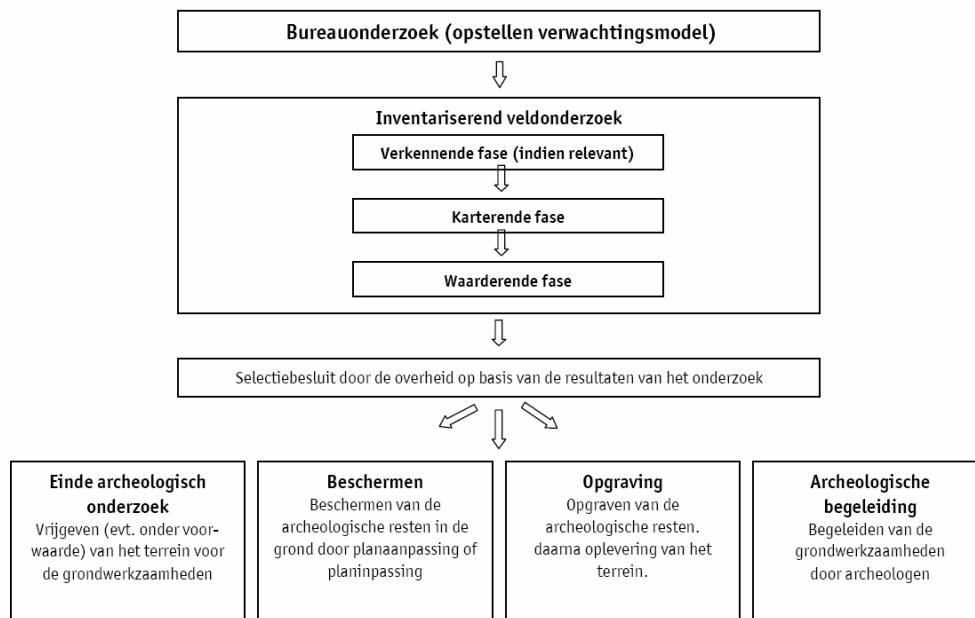 Bureauonderzoek (opstellen verwachtingsmodel)
Inventariserend veldonderzoek
Verkennende fase (indien relevant)
Karterende fase
Waarderende fase
Selectiebesluit door de overheid op basis van de resultaten van het onderzoek
Einde archeologisch
onderzoek
Vrijgeven (evt. onder voor-
waarde) van het terrein voor
de grondwerkzaamheden
Beschermen
Beschermen van de
archeologische resten in de
grond door planaanpassing of
planinpassing
Opgraving
Opgraven van de
archeologische resten.
daarna oplevering van het
terrein.
Archeologische
begeleiding
Begeleiden van de
grondwerkzaamheden
door archeologen